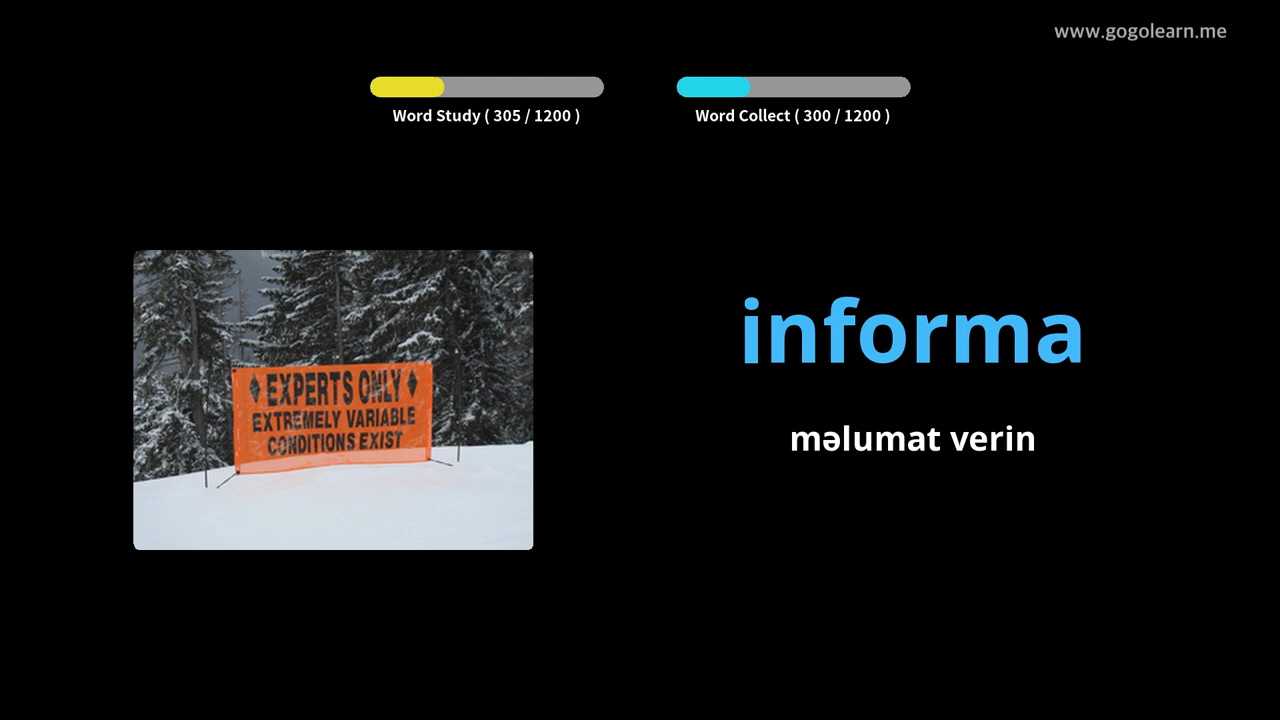 www.gogolearn.me
Word Study ( 305 / 1200 )
Word Collect ( 300 / 1200 )
EXPERTS ONLY
EXTREMELY VARIABLE
CONDITIONS EXIST
informa
məlumat verin